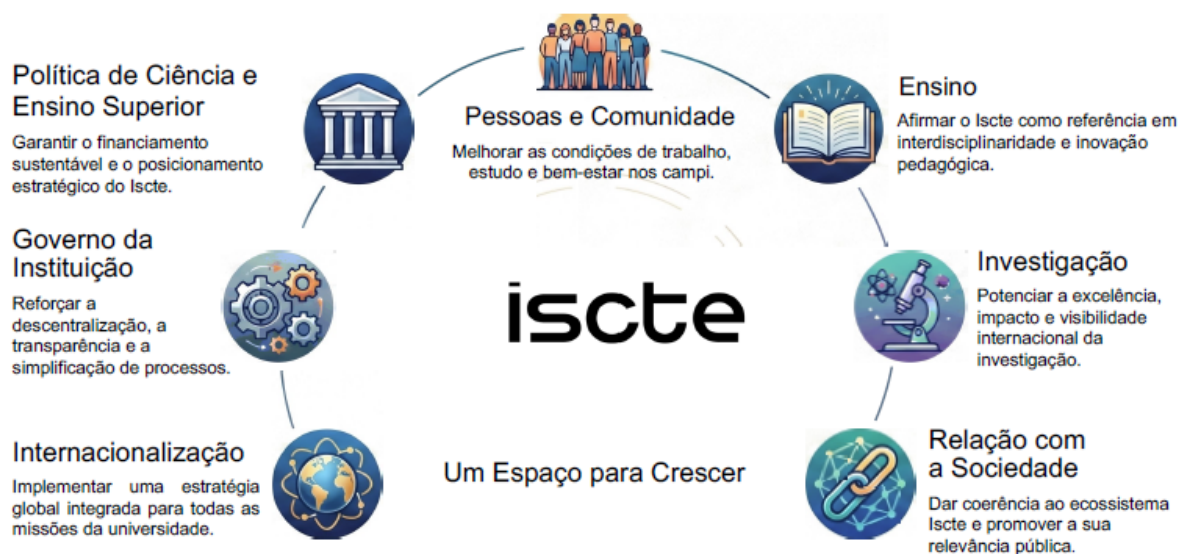 Política de Ciência e
Ensino Superior
Garantir o financiamento
sustentável e o posicionamento
estratégico do Iscte.
Pessoas e Comunidade
Melhorar as condições de trabalho,
estudo e bem-estar nos campi.
Ensino
Afirmar o Iscte como referência em
interdisciplinaridade e inovação
pedagógica.
Governo da
Instituição
Reforçar a
descentralização, a
transparência e a
simplificação de processos.
iscte
Investigação
Potenciar a excelência,
impacto e visibilidade
internacional da
investigação.
Internacionalização
Implementar uma estratégia
global integrada para todas as
missões da universidade.
Um Espaço para Crescer
Relação com
a Sociedade
Dar coerência ao ecossistema
Iscte e promover a sua
relevância pública.